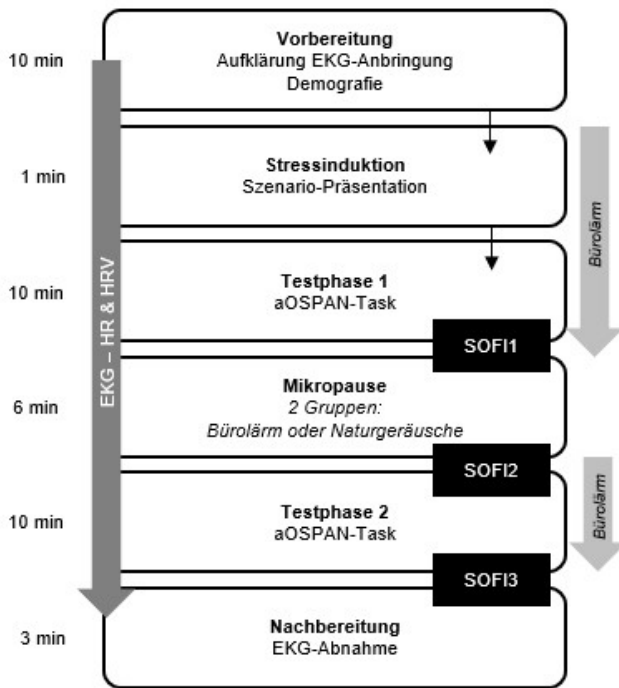 Vorbereitung
10 min
Aufklärung EKG-Anbringung
Demografie
Stressinduktion
1 min
Szenario-Präsentation
Bürolärm
EKG – HR & HRV
Testphase 1
10 min
aOSPAN-Task
SOFI1
Mikropause
6 min
2 Gruppen:
Bürolärm oder Naturgeräusche
SOFI2
Testphase 2
10 min
aOSPAN-Task
Bürolärm
SOFI3
Nachbereitung
3 min
EKG-Abnahme